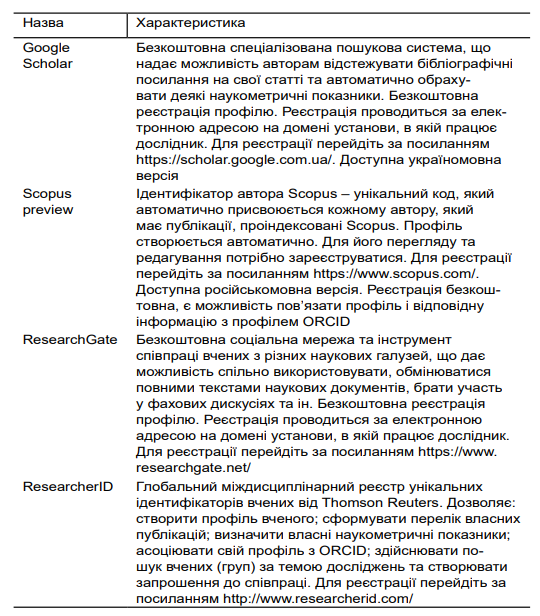 Назва Характеристика
Google Scholar
Безкоштовна спеціалізована пошукова система, що
надає можливість авторам відстежувати бібліографічні
посилання на свої статті та автоматично обраху-
вати деякі наукометричні показники. Безкоштовна
реєстрація профілю. Реєстрація проводиться за елек-
тронною адресою на домені установи, в якій працює
дослідник. Для реєстрації перейдіть за посиланням
https://scholar.google.com.ua/. Доступна україномовна
версія
Scopus preview
Ідентифікатор автора Scopus – унікальний код, який
автоматично присвоюється кожному автору, який
має публікації, проіндексовані Scopus. Профіль
створюється автоматично. Для його перегляду та
редагування потрібно зареєструватися. Для реєстрації
перейдіть за посиланням https://www.scopus.com/.
Доступна російськомовна версія. Реєстрація безкош-
товна, є можливість пов’язати профіль і відповідну
інформацію з профілем ORCID
ResearchGate
Безкоштовна соціальна мережа та інструмент
співпраці вчених з різних наукових галузей, що дає
можливість спільно використовувати, обмінюватися
повними текстами наукових документів, брати участь
у фахових дискусіях та ін. Безкоштовна реєстрація
профілю. Реєстрація проводиться за електронною
адресою на домені установи, в якій працює дослідник.
Для реєстрації перейдіть за посиланням https://www.
researchgate.net/
ResearcherID
Глобальний міждисциплінарний реєстр унікальних
ідентифікаторів вчених від Thomson Reuters. Дозволяє:
створити профіль вченого; сформувати перелік власних
публікацій; визначити власні наукометричні показники;
асоціювати свій профіль з ORCID; здійснювати по-
шук вчених (груп) за темою досліджень та створювати
запрошення до співпраці. Для реєстрації перейдіть за
посиланням http://www.researcherid.com/